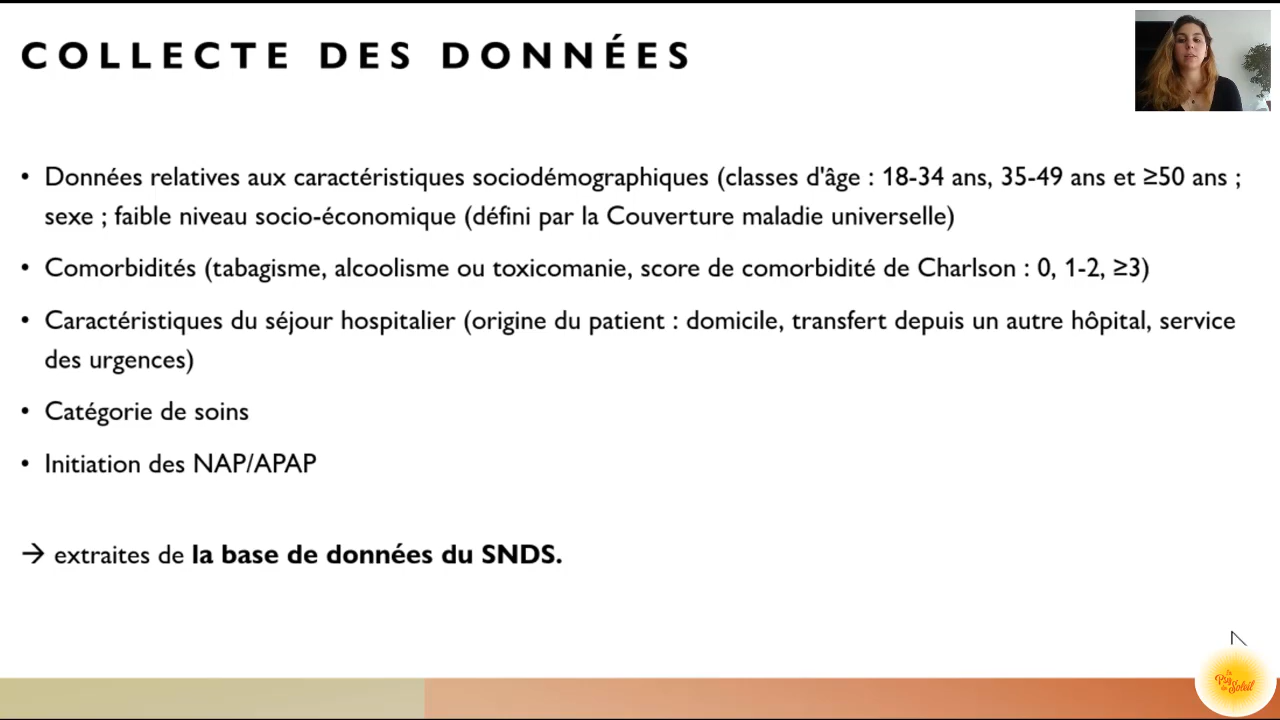 COLLECTE DES DONNÉES
• Données relatives aux caractéristiques sociodémographiques (classes d'âge : 18-34 ans, 35-49 ans et ≥50 ans ;
sexe ; faible niveau socio-économique (défini par la Couverture maladie universelle)
• Comorbidités (tabagisme, alcoolisme ou toxicomanie, score de comorbidité de Charlson : 0, 1-2, ≥3)
• Caractéristiques du séjour hospitalier (origine du patient : domicile, transfert depuis un autre hôpital, service
des urgences)
• Catégorie de soins
• Initiation des NAP/APAP
→ extraites de la base de données du SNDS.
Psy
Soleil